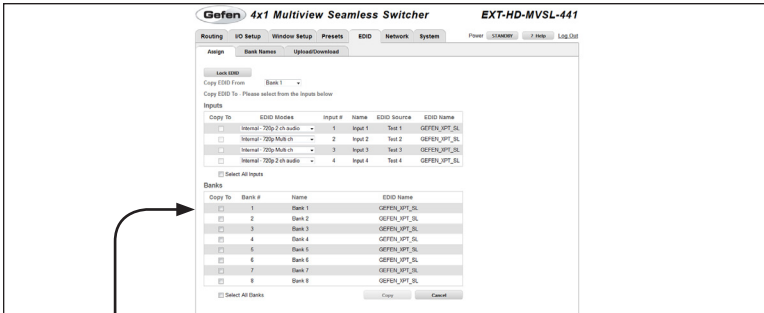 Gefen 4x1 Multiview Seamless Switcher EXT-HD-MVSL-441
Routing I/O Setup Window Setup Presets EDID Network System Power STANDBY ? Help Log Out
Assign Bank Names Upload/Download
Lock EDID
Copy EDID From Bank 1
Copy EDID To - Please select from the inputs below
Inputs
Copy To EDID Modes Input # Name EDID Source EDID Name
Internal - 720p 2 ch audio 1 Input 1 Test 1 GEFEN_XPT_SL
Internal - 720p Multi ch 2 Input 2 Test 2 GEFEN_XPT_SL
Internal - 720p Multi ch 3 Input 3 Test 3 GEFEN_XPT_SL
Internal - 720p 2 ch audio 4 Input 4 Test 4 GEFEN_XPT_SL
Select All Inputs
Banks
Copy To Bank # Name EDID Name
1 Bank 1 GEFEN_XPT_SL
2 Bank 2 GEFEN_XPT_SL
3 Bank 3 GEFEN_XPT_SL
4 Bank 4 GEFEN_XPT_SL
5 Bank 5 GEFEN_XPT_SL
6 Bank 6 GEFEN_XPT_SL
7 Bank 7 GEFEN_XPT_SL
8 Bank 8 GEFEN_XPT_SL
Select All Banks Copy Cancel